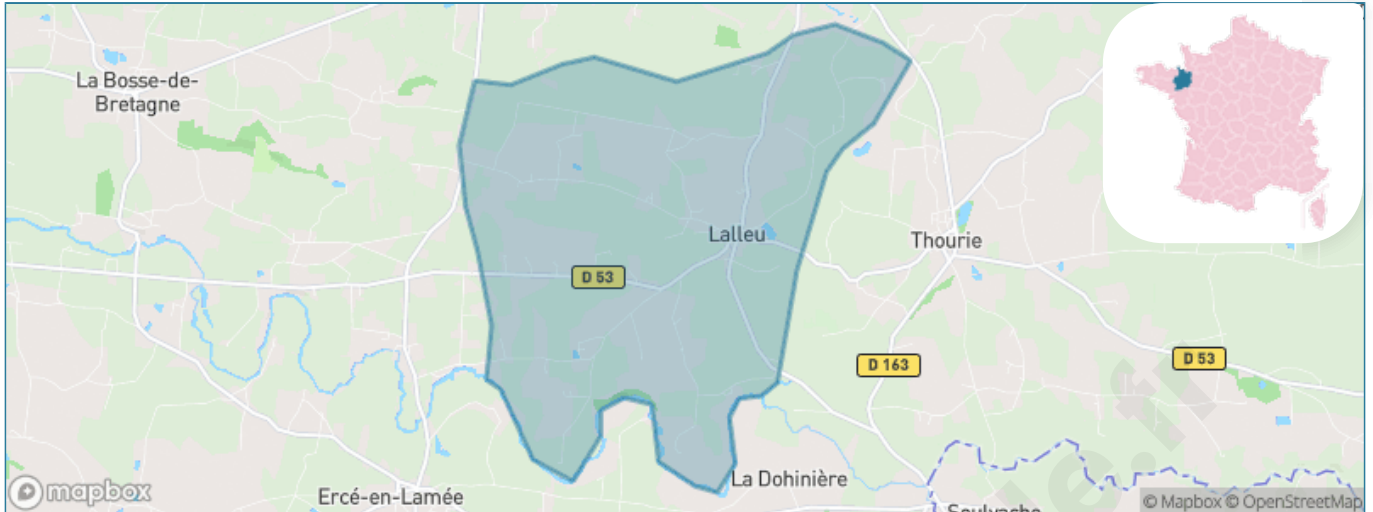 La Bosse-de-
Bretagne
Lalleu
Thourie
D 53
D 163
D 53
La Dohinière
Ercé-en-Lamée
mapbox
© Mapbox © OpenStreetMap